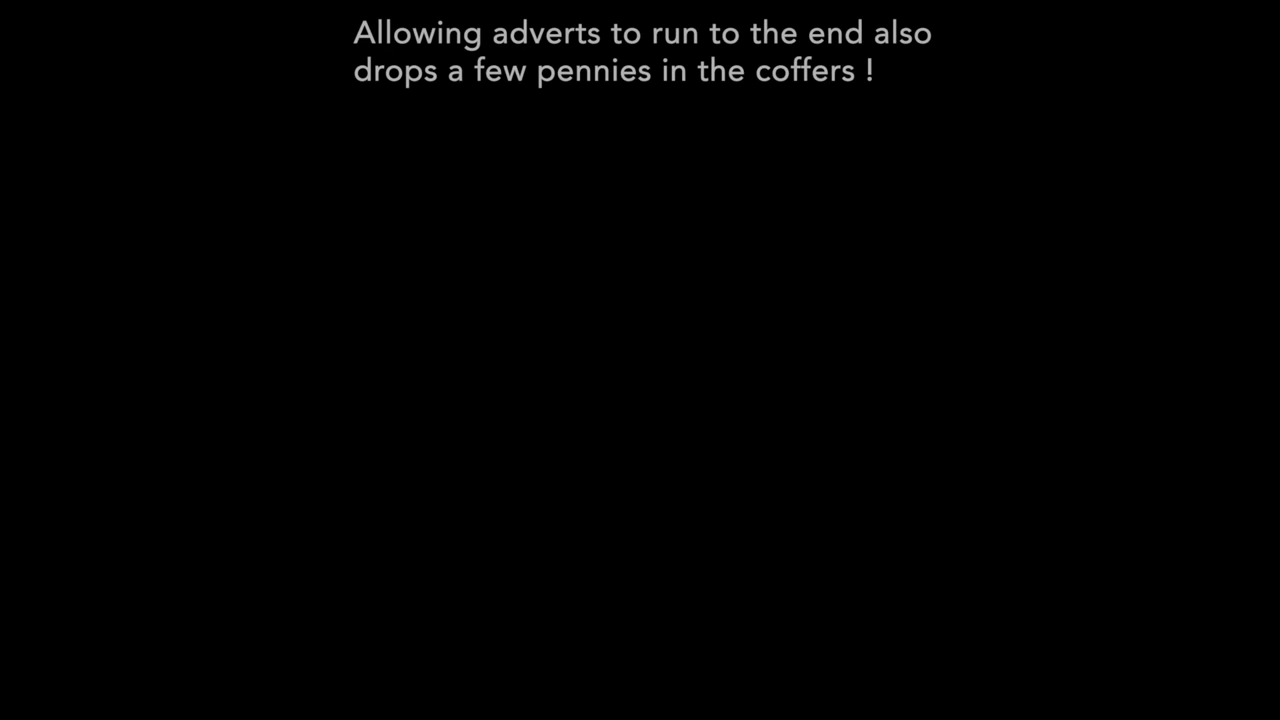 Allowing adverts to run to the end also
drops a few pennies in the coffers !